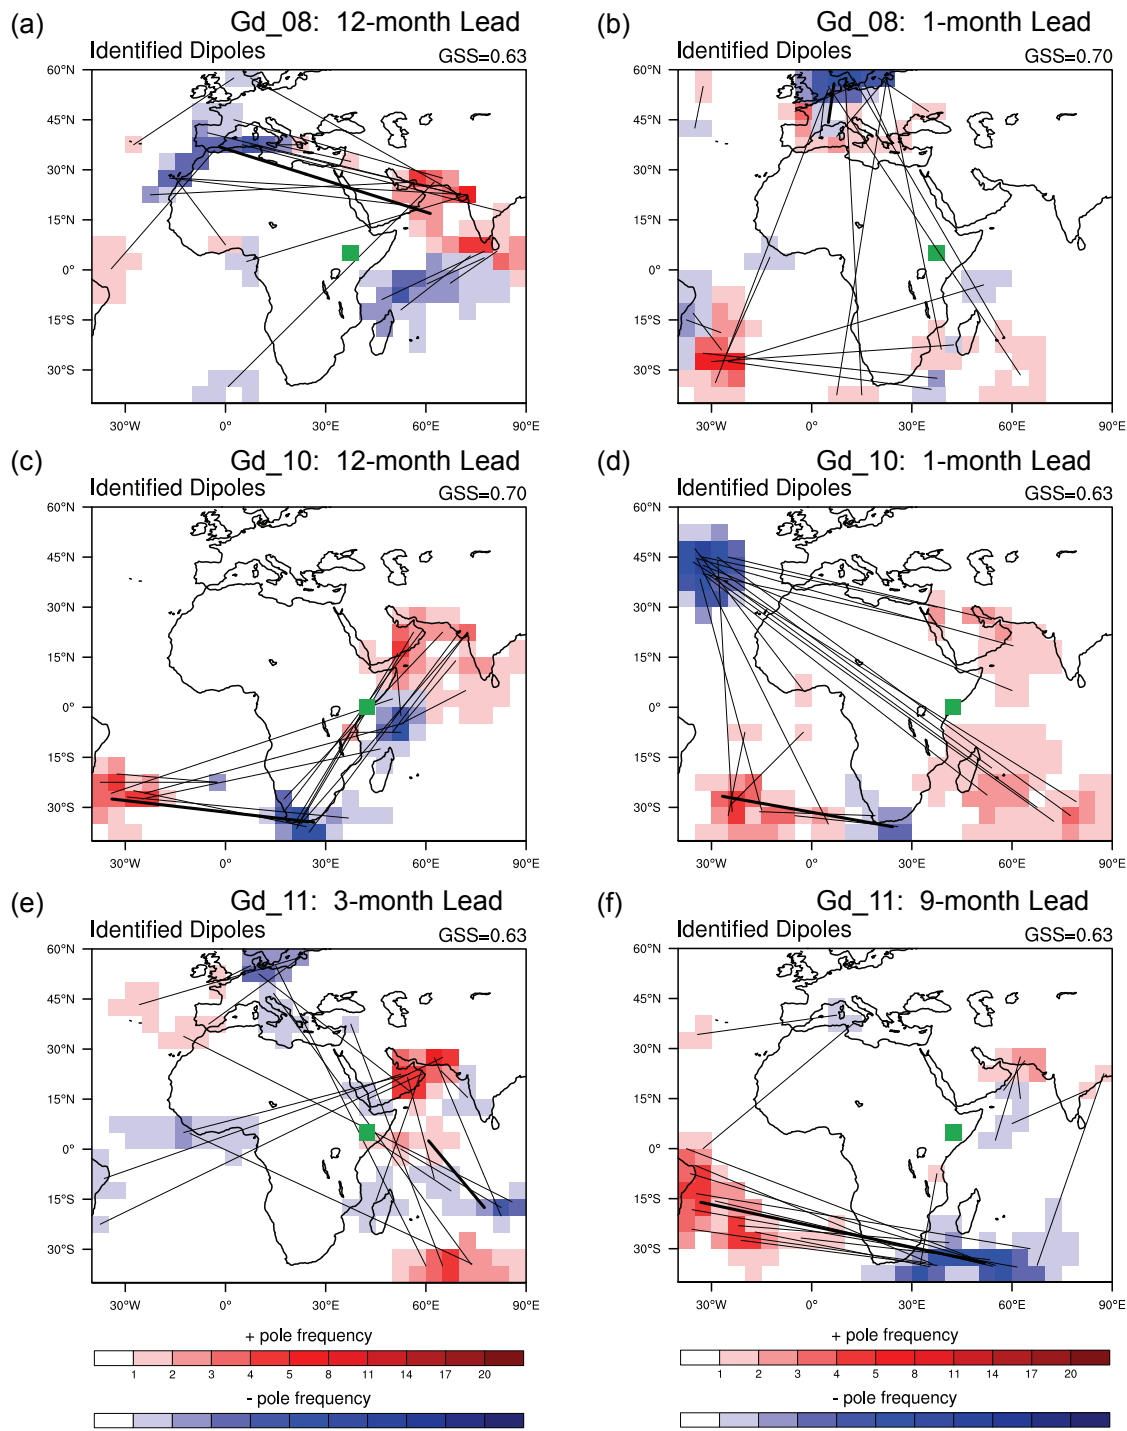 (a) Gd_08: 12-month Lead
Identified Dipoles GSS=0.63
60°N
45°N
30°N
15°N
0°
15°S
30°S
30°W 0° 30°E 60°E 90°E
(b) Gd_08: 1-month Lead
Identified Dipoles GSS=0.70
60°N
45°N
30°N
15°N
0°
15°S
30°S
30°W 0° 30°E 60°E 90°E
(c) Gd_10: 12-month Lead
Identified Dipoles GSS=0.70
60°N
45°N
30°N
15°N
0°
15°S
30°S
30°W 0° 30°E 60°E 90°E
(d) Gd_10: 1-month Lead
Identified Dipoles GSS=0.63
60°N
45°N
30°N
15°N
0°
15°S
30°S
30°W 0° 30°E 60°E 90°E
(e) Gd_11: 3-month Lead
Identified Dipoles GSS=0.63
60°N
45°N
30°N
15°N
0°
15°S
30°S
30°W 0° 30°E 60°E 90°E
(f) Gd_11: 9-month Lead
Identified Dipoles GSS=0.63
60°N
45°N
30°N
15°N
0°
15°S
30°S
30°W 0° 30°E 60°E 90°E
+ pole frequency
1 2 3 4 5 8 11 14 17 20
- pole frequency
+ pole frequency
1 2 3 4 5 8 11 14 17 20
- pole frequency